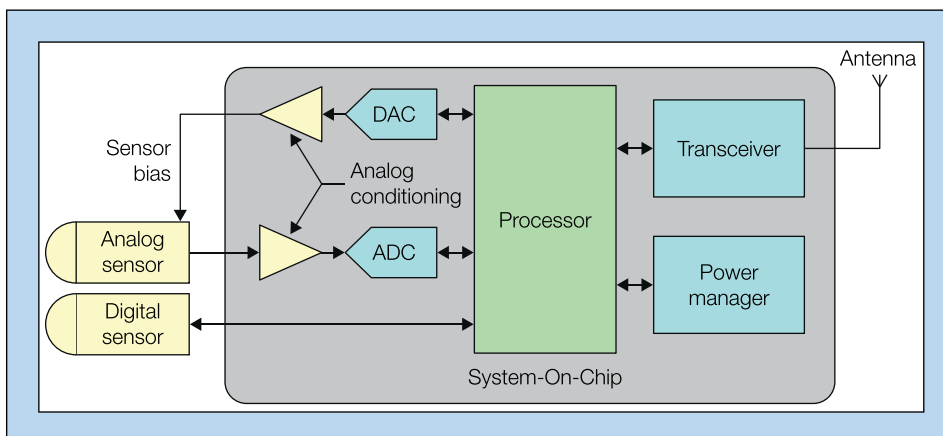 Antenna
DAC
Transceiver
Sensor
bias
Analog
conditioning
Processor
Analog
sensor
ADC
Power
manager
Digital
sensor
System-On-Chip